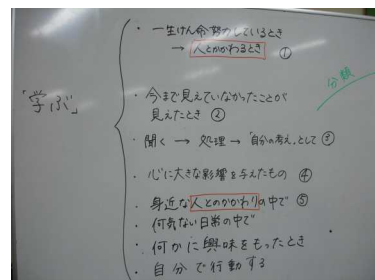 「学ぶ」
・一生けん命努力しているとき
→ 人とかかわるとき ①
・今まで見えていなかったことが
見えたとき ②
・聞く → 処理 → 「自分の考え」として ③
・心に大きな影響を与えたもの ④
・身近な人とのかかわりの中で ⑤
・何気ない日常の中で
・何かに興味をもったとき
・自分で行動する
分類